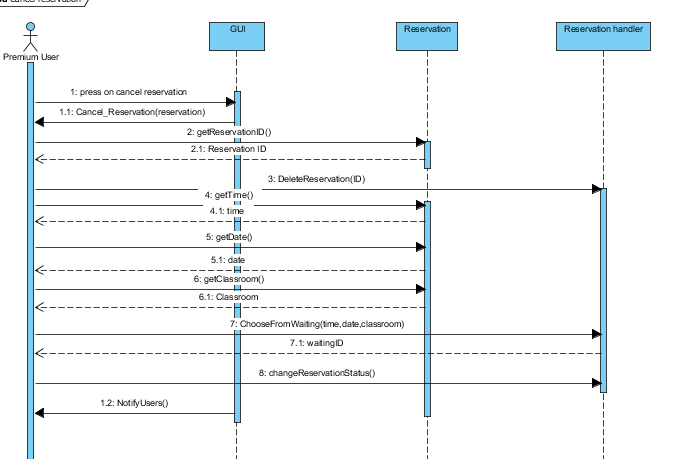 cancel reservation
GUI
Reservation
Reservation handler
Premium User
1: press on cancel reservation
1.1: Cancel_Reservation(reservation)
2: getReservationID()
2.1: Reservation ID
3: DeleteReservation(ID)
4: getTime()
4.1: time
5: getDate()
5.1: date
6: getClassroom()
6.1: Classroom
7: ChooseFromWaiting(time,date,classroom)
7.1: waitingID
8: changeReservationStatus()
1.2: NotifyUsers()